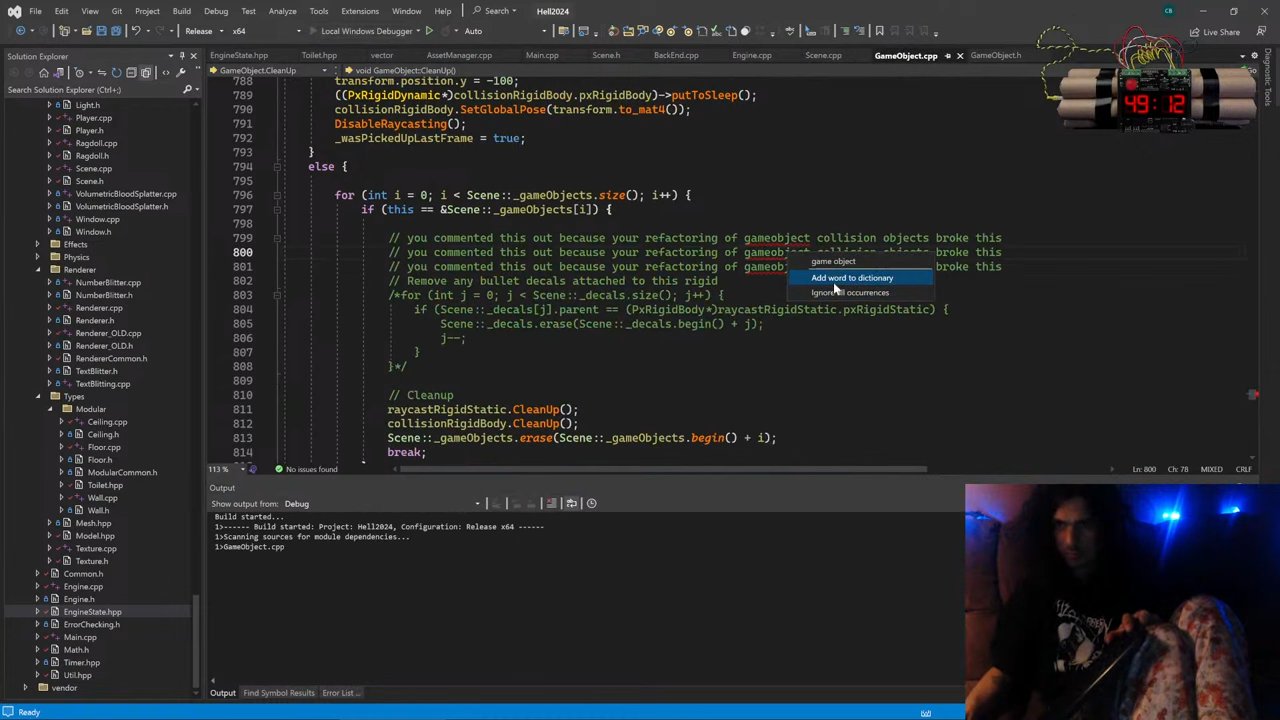 File Edit View Git Project Build Debug Test Analyze Tools Extensions Window Help Search Hell2024 CB
Release x64 Local Windows Debugger Auto Live Share
Solution Explorer
Search Solution Explorer
Light.h
Player.cpp
Player.h
Ragdoll.cpp
Ragdoll.h
Scene.cpp
Scene.h
VolumetricBloodSplatter.cpp
VolumetricBloodSplatter.h
Window.cpp
Window.h
Effects
Physics
Renderer
NumberBlitter.cpp
NumberBlitter.h
Renderer.cpp
Renderer.h
Renderer_OLD.cpp
Renderer_OLD.h
RendererCommon.h
TextBlitter.h
TextBlitting.cpp
Types
Modular
Ceiling.cpp
Ceiling.h
Floor.cpp
Floor.h
ModularCommon.h
Toilet.hpp
Wall.cpp
Wall.h
Mesh.hpp
Model.hpp
Texture.cpp
Texture.h
Common.h
Engine.cpp
Engine.h
EngineState.hpp
ErrorChecking.h
Main.cpp
Math.h
Timer.hpp
Util.hpp
vendor
EngineState.hpp Toilet.hpp vector AssetManager.cpp Main.cpp Scene.h BackEnd.cpp Engine.cpp Scene.cpp GameObject.cpp GameObject.h
GameObject.CleanUp void GameObject::CleanUp()
788 transform.position.y = -100;
789 ((PxRigidDynamic*)collisionRigidBody.pxRigidBody)->putToSleep();
790 collisionRigidBody.SetGlobalPose(transform.to_mat4());
791 DisableRaycasting();
792 _wasPickedUpLastFrame = true;
793 }
794 else {
795
796 for (int i = 0; i < Scene::_gameObjects.size(); i++) {
797 if (this == &Scene::_gameObjects[i]) {
798
799 // you commented this out because your refactoring of gameobject collision objects broke this
800 // you commented this out because your refactoring of gameobject collision objects broke this
801 // you commented this out because your refactoring of broke this
802 // Remove any bullet decals attached to this rigid
803 /*for (int j = 0; j < Scene::_decals.size(); j++) {
804 if (Scene::_decals[j].parent == (PxRigidBody*)raycastRigidStatic.pxRigidStatic) {
805 Scene::_decals.erase(Scene::_decals.begin() + j);
806 j--;
807 }
808 }*/
809
810 // Cleanup
811 raycastRigidStatic.CleanUp();
812 collisionRigidBody.CleanUp();
813 Scene::_gameObjects.erase(Scene::_gameObjects.begin() + i);
814 break;
game object
Add word to dictionary
Ignore all occurrences
49:12
Diagnostic Tools
113 % No issues found Ln: 800 Ch: 78 MIXED CRLF
Output
Show output from: Debug
Build started...
1>------ Build started: Project: Hell2024, Configuration: Release x64 ------
1>Scanning sources for module dependencies...
1>GameObject.cpp
Output Find Symbol Results Error List ...
Ready